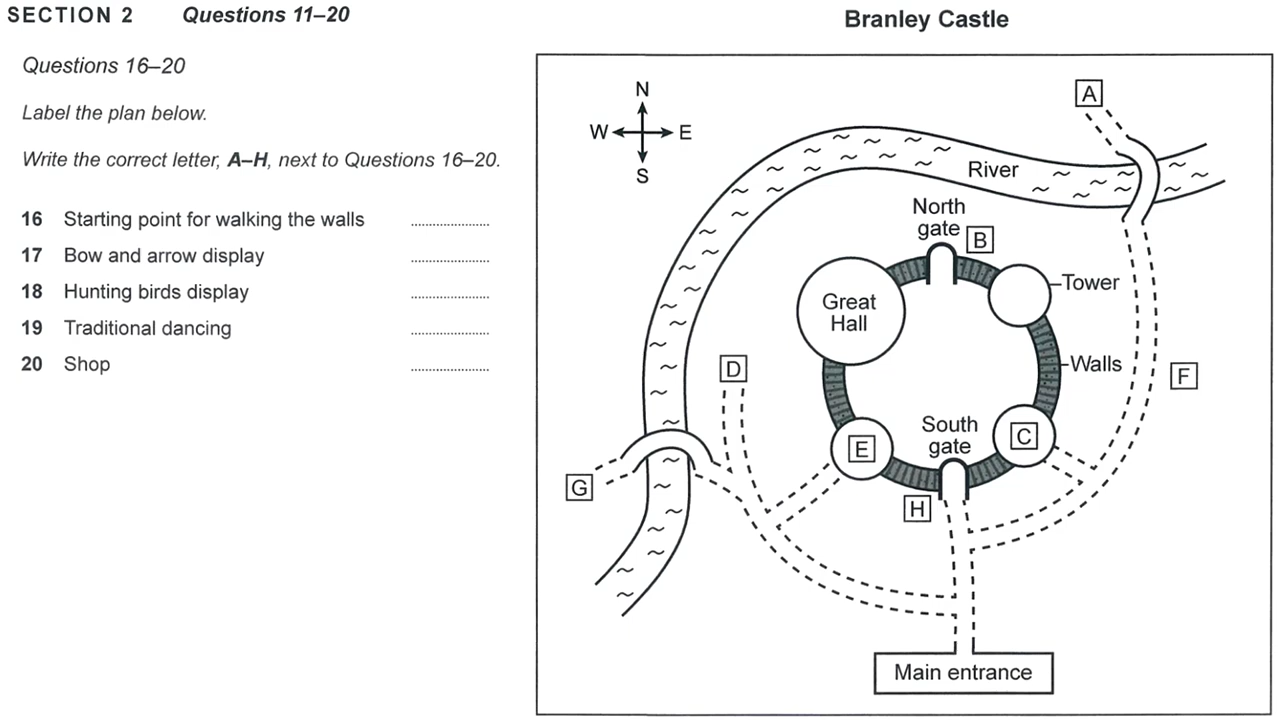 SECTION 2 Questions 11–20
Questions 16–20
Label the plan below.
Write the correct letter, A–H, next to Questions 16–20.
16 Starting point for walking the walls ........................
17 Bow and arrow display ........................
18 Hunting birds display ........................
19 Traditional dancing ........................
20 Shop ........................
Branley Castle
N
W E
S
A
River
North
gate
B
Great
Hall
Tower
Walls
D
F
South
gate
C
E
G
H
Main entrance